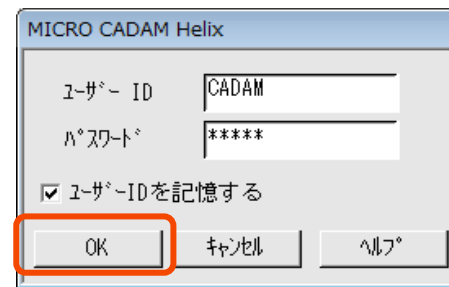 MICRO CADAM Helix
ﾕｰｻﾞｰ ID
CADAM
ﾊﾟｽﾜｰﾄﾞ
*****
ﾕｰｻﾞｰIDを記憶する
OK
ｷｬﾝｾﾙ
ﾍﾙﾌﾟ